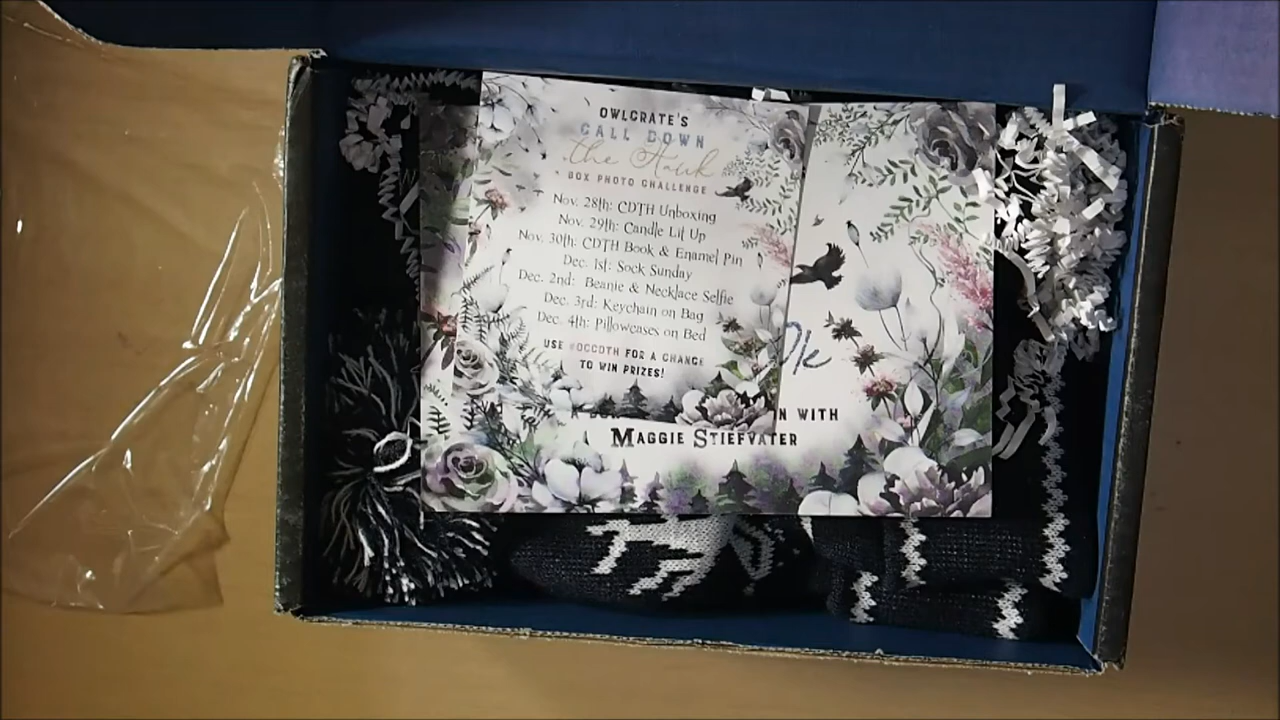 OWLCRATE'S
CALL DOWN
the Hawk
BOX PHOTO CHALLENGE
Nov. 28th: CDTH Unboxing
Nov. 29th: Candle Lit Up
Nov. 30th: CDTH Book & Enamel Pin
Dec. 1st: Sock Sunday
Dec. 2nd: Beanie & Necklace Selfie
Dec. 3rd: Keychain on Bag
Dec. 4th: Pillowcases on Bed
USE #OCCDTH FOR A CHANCE
TO WIN PRIZES!
N WITH
MAGGIE STIEFVATER